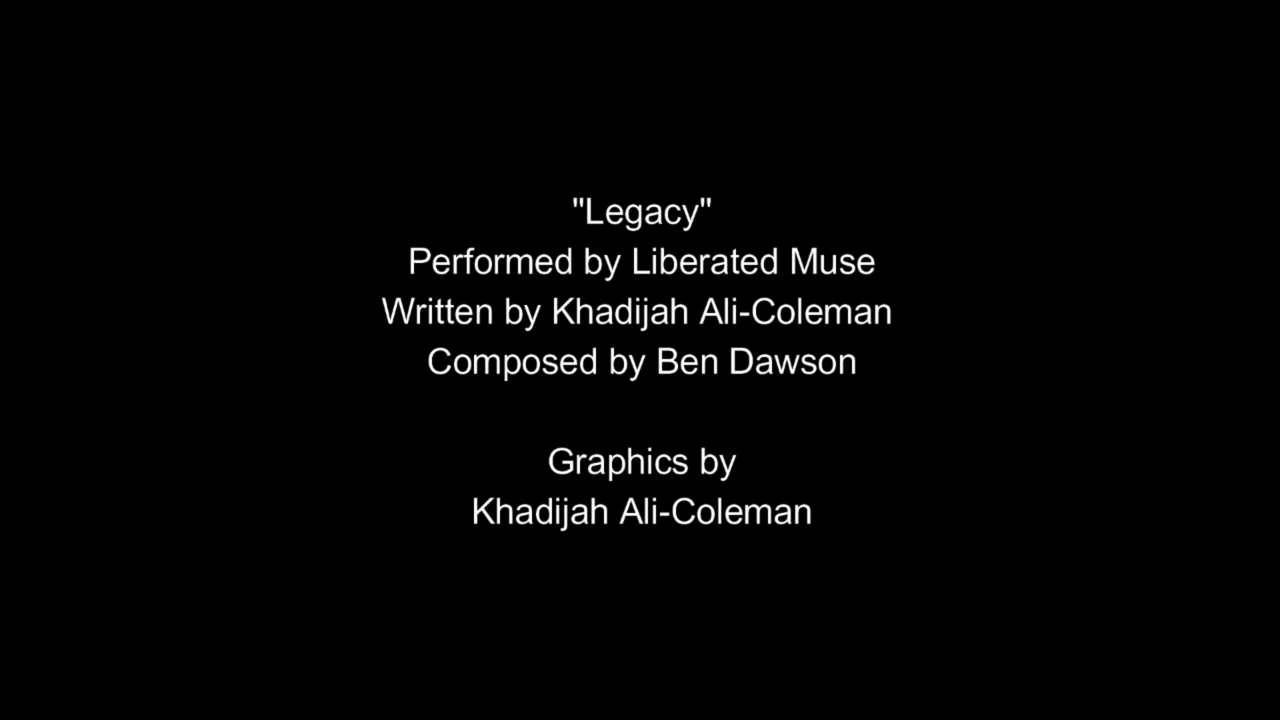 "Legacy"
Performed by Liberated Muse
Written by Khadijah Ali-Coleman
Composed by Ben Dawson
Graphics by
Khadijah Ali-Coleman